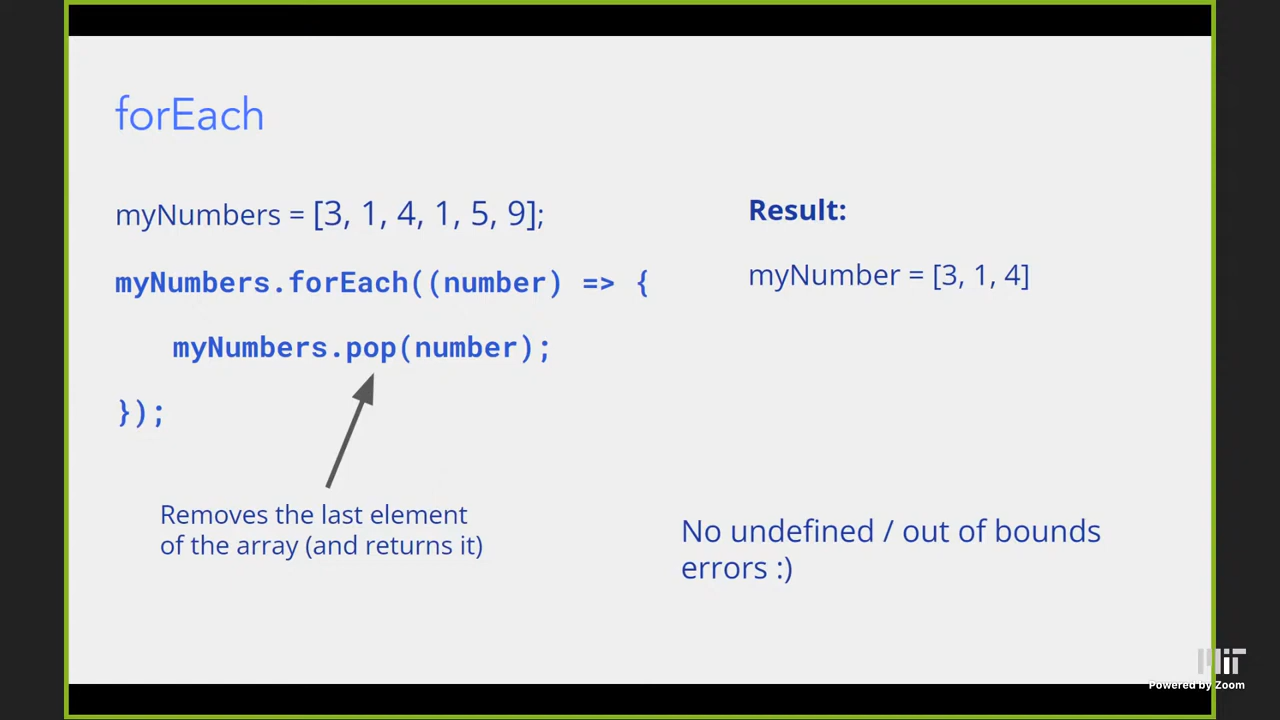 forEach
myNumbers = [3, 1, 4, 1, 5, 9];
myNumbers.forEach((number) => {
myNumbers.pop(number);
});
Removes the last element
of the array (and returns it)
Result:
myNumber = [3, 1, 4]
No undefined / out of bounds
errors :)
MIT
Powered by Zoom